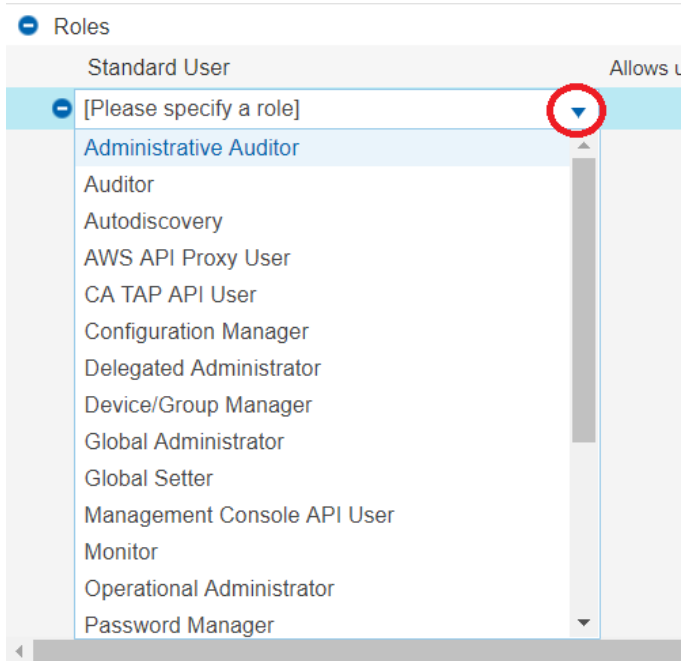 Roles
Standard User
Allows u
[Please specify a role]
Administrative Auditor
Auditor
Autodiscovery
AWS API Proxy User
CA TAP API User
Configuration Manager
Delegated Administrator
Device/Group Manager
Global Administrator
Global Setter
Management Console API User
Monitor
Operational Administrator
Password Manager